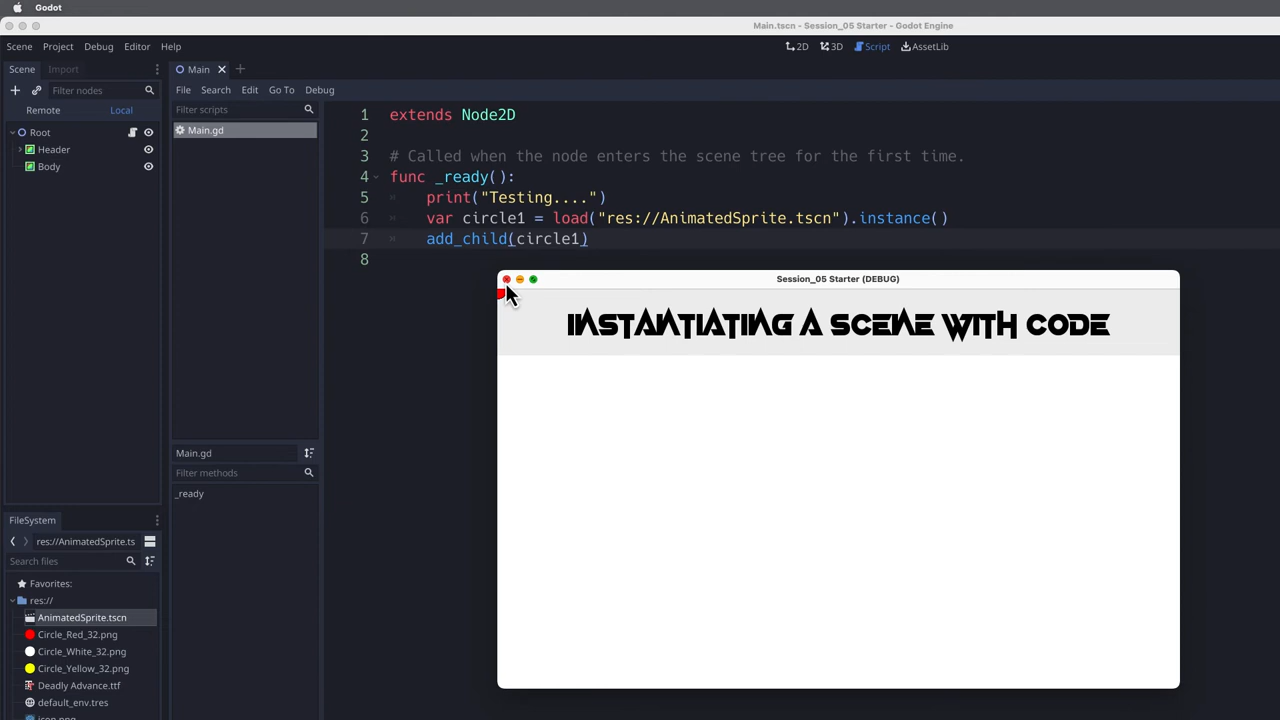 Godot
Main.tscn - Session_05 Starter - Godot Engine
Scene Project Debug Editor Help
2D 3D Script AssetLib
Scene Import
Main
Filter nodes
File Search Edit Go To Debug
Remote Local
Filter scripts
Root
Main.gd
Header
Body
1 extends Node2D
2
3 # Called when the node enters the scene tree for the first time.
4 func _ready():
5 print("Testing....")
6 var circle1 = load("res://AnimatedSprite.tscn").instance()
7 add_child(circle1)
8
Session_05 Starter (DEBUG)
INSTANTIATING A SCENE WITH CODE
Main.gd
Filter methods
_ready
FileSystem
res://AnimatedSprite.ts
Search files
Favorites:
res://
AnimatedSprite.tscn
Circle_Red_32.png
Circle_White_32.png
Circle_Yellow_32.png
Deadly Advance.ttf
default_env.tres
icon.png